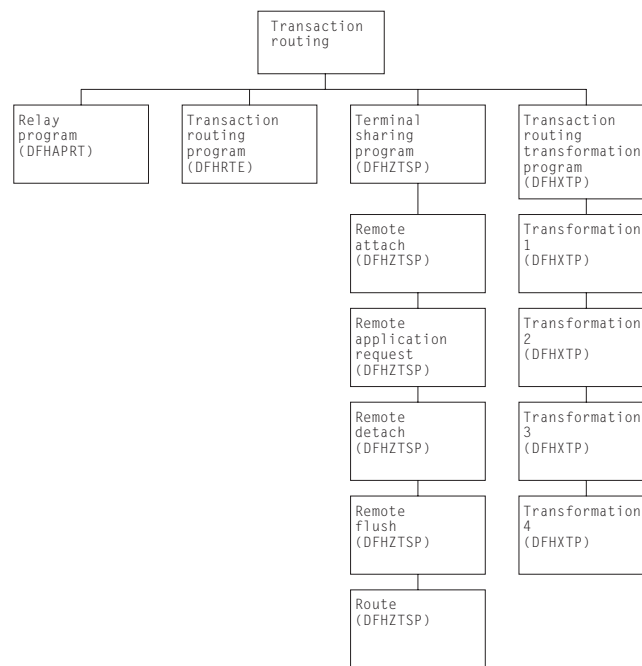 Transaction
routing
Relay
program
(DFHAPRT)
Transaction
routing
program
(DFHRTE)
Terminal
sharing
program
(DFHZTSP)
Transaction
routing
transformation
program
(DFHXTP)
Remote
attach
(DFHZTSP)
Transformation
1
(DFHXTP)
Remote
application
request
(DFHZTSP)
Transformation
2
(DFHXTP)
Remote
detach
(DFHZTSP)
Transformation
3
(DFHXTP)
Remote
flush
(DFHZTSP)
Transformation
4
(DFHXTP)
Route
(DFHZTSP)